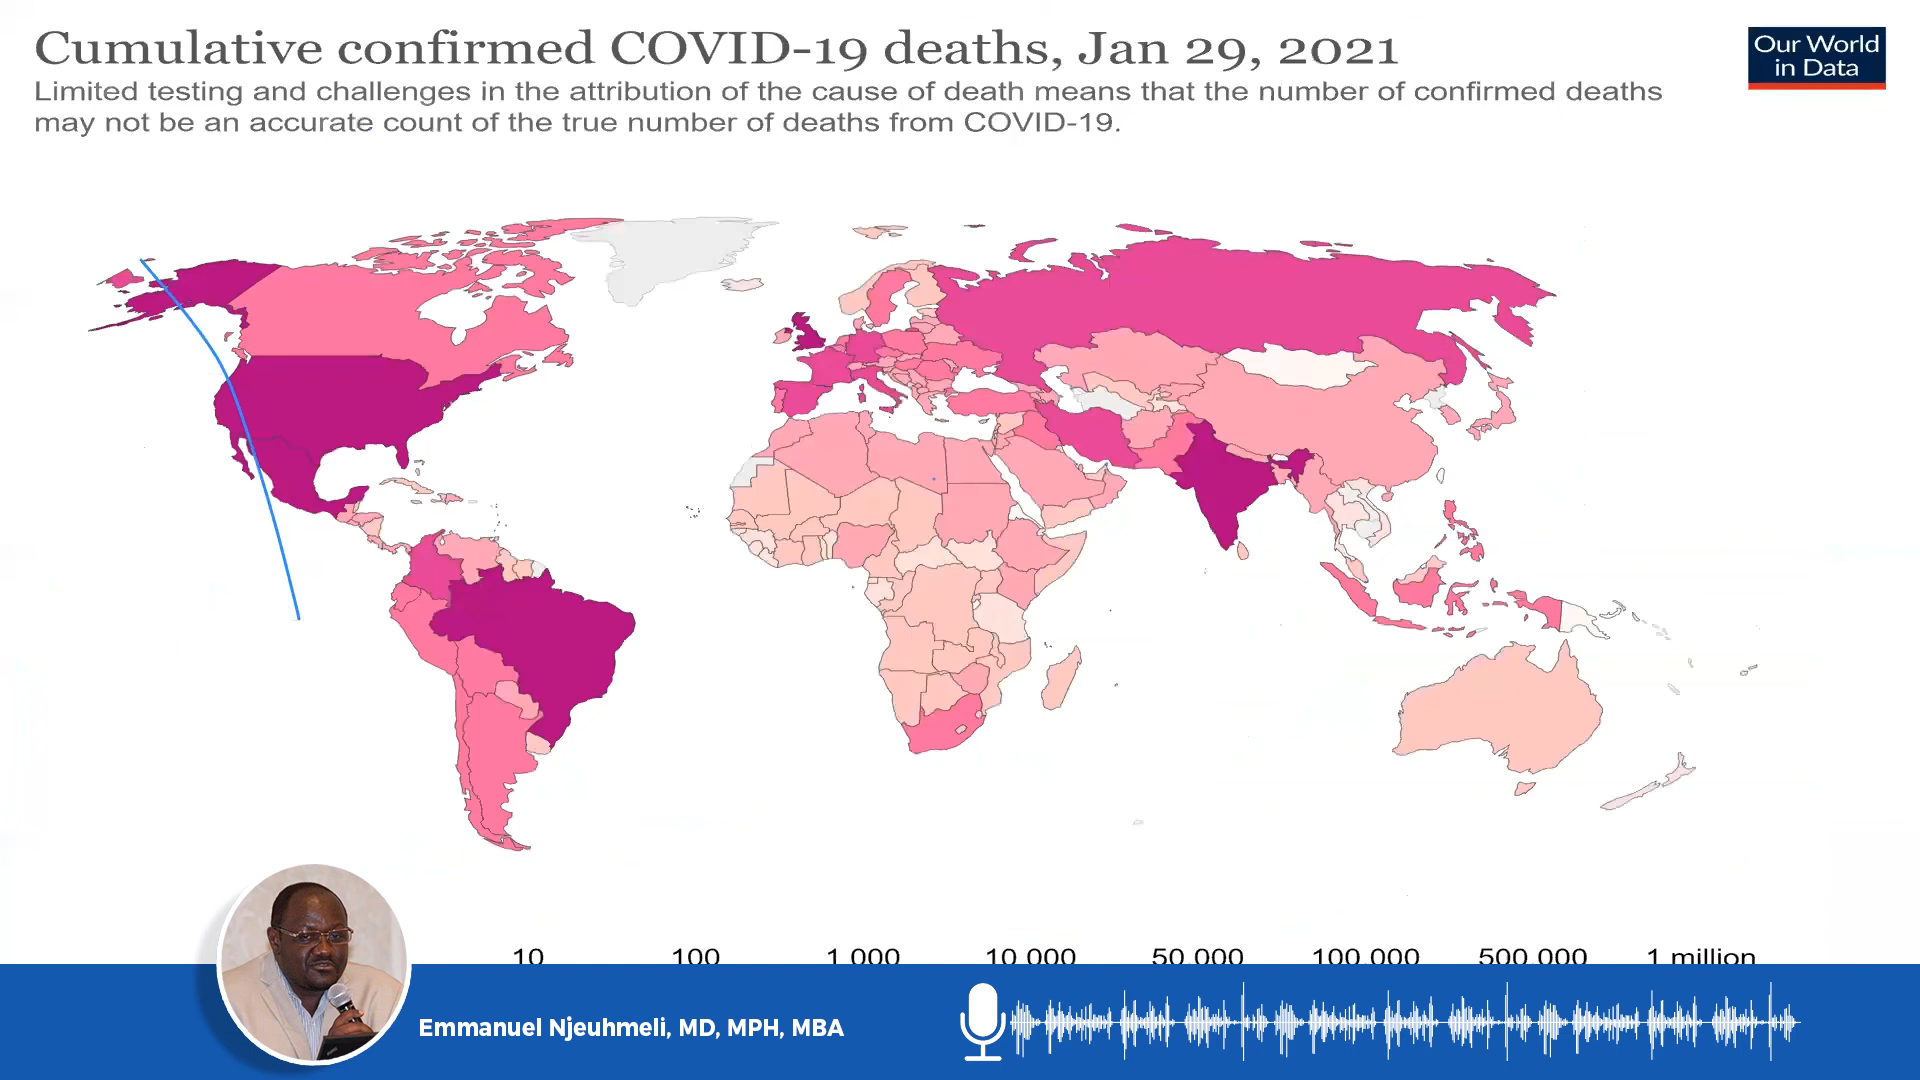 Cumulative confirmed COVID-19 deaths, Jan 29, 2021
Our World
in Data
Limited testing and challenges in the attribution of the cause of death means that the number of confirmed deaths
may not be an accurate count of the true number of deaths from COVID-19.
10 100 1 000 10 000 50 000 100 000 500 000 1 million
Emmanuel Njeuhmeli, MD, MPH, MBA